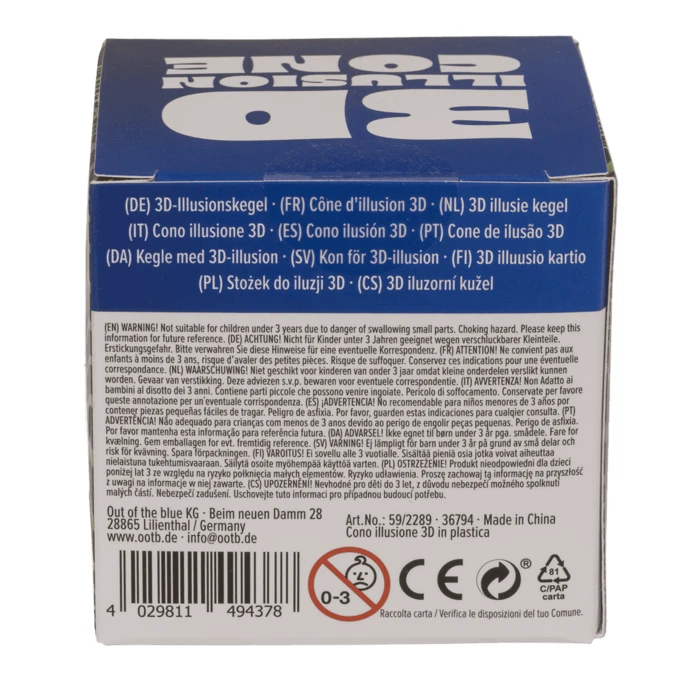 3D
ILLUSION
CONE
(DE) 3D-Illusionskegel · (FR) Cône d'illusion 3D · (NL) 3D illusie kegel
(IT) Cono illusione 3D · (ES) Cono ilusión 3D · (PT) Cone de ilusão 3D
(DA) Kegle med 3D-illusion · (SV) Kon för 3D-illusion · (FI) 3D illuusio kartio
(PL) Stożek do iluzji 3D · (CS) 3D iluzorní kužel
(EN) WARNING! Not suitable for children under 3 years due to danger of swallowing small parts. Choking hazard. Please keep this
information for future reference. (DE) ACHTUNG! Nicht für Kinder unter 3 Jahren geeignet wegen verschluckbarer Kleinteile.
Erstickungsgefahr. Bitte verwahren Sie diese Hinweise für eine eventuelle Korrespondenz. (FR) ATTENTION! Ne convient pas aux
enfants à moins de 3 ans, risque d'avaler des petites pièces. Risque de suffoquer. Conservez ces indications pour une éventuelle
correspondance. (NL) WAARSCHUWING! Niet geschikt voor kinderen van onder 3 jaar omdat kleine onderdelen verslikt kunnen
worden. Gevaar van verstikking. Deze adviezen s.v.p. bewaren voor eventuele correspondentie. (IT) AVVERTENZA! Non Adatto ai
bambini al disotto dei 3 anni. Contiene parti piccole che possono venire ingoiate. Pericolo di soffocamento. Conservare per favore
queste annotazione per un'eventuale correspondenza. (ES) ¡ADVERTENCIA! No recomendable para niños menores de 3 años por
contener piezas pequeñas fáciles de tragar. Peligro de asfixia. Por favor, guarden estas indicaciones para cualquier consulta. (PT)
ADVERTÊNCIA! Não adequado para crianças com menos de 3 anos devido ao perigo de engolirem peças pequenas. Perigo de asfixia.
Por favor mantenha esta informação para referência futura. (DA) ADVARSEL! Ikke egnet til børn under 3 år pga. smådele. Fare for
kvælning. Gem emballagen for evt. fremtidig reference. (SV) VARNING! Ej lämpligt för barn under 3 år på grund av små delar och
risk för kvävning. Spara förpackningen. (FI) VAROITUS! Ei sovellu alle 3 vuotialle. Sisältää pieniä osia jotka voivat aiheuttaa
nielaistuna tukehtumisvaaraan. Säilytä osoite myöhempää käyttöä varten. (PL) OSTRZEŻENIE! Produkt nieodpowiedni dla dzieci
poniżej lat 3 ze względu na ryzyko połknięcia małych elementów. Ryzyko udławienia. Proszę zachowaj tą informację na przyszłość
z uwagi na informacje w niej zawarte. (CS) UPOZORNĚNÍ! Nevhodné pro děti do 3 let, z důvodu nebezpečí možného spolknutí
malých částí. Nebezpečí zadušení. Uschovejte tuto informaci pro případnou budoucí potřebu.
Out of the blue KG · Beim neuen Damm 28
28865 Lilienthal / Germany
www.ootb.de · info@ootb.de
Art.No.: 59/2289 · 36794 · Made in China
Cono illusione 3D in plastica
4 029811 494378
0-3
CE
®
81
C/PAP
carta
Raccolta carta / Verifica le disposizioni del tuo Comune.